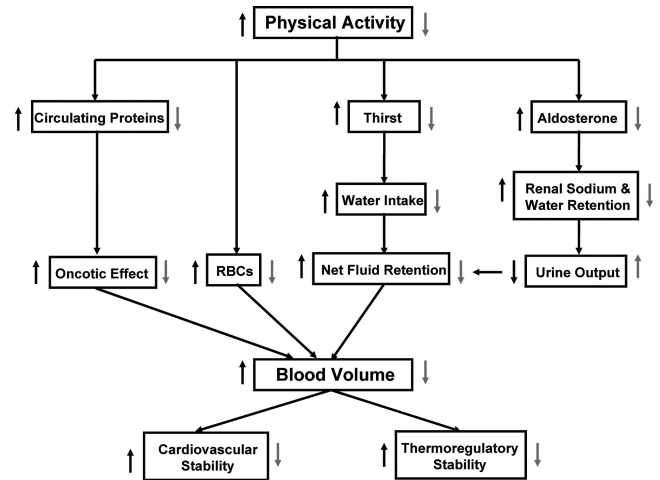 Physical Activity
Circulating Proteins
Thirst
Aldosterone
Water Intake
Renal Sodium &
Water Retention
Oncotic Effect
RBCs
Net Fluid Retention
Urine Output
Blood Volume
Cardiovascular
Stability
Thermoregulatory
Stability